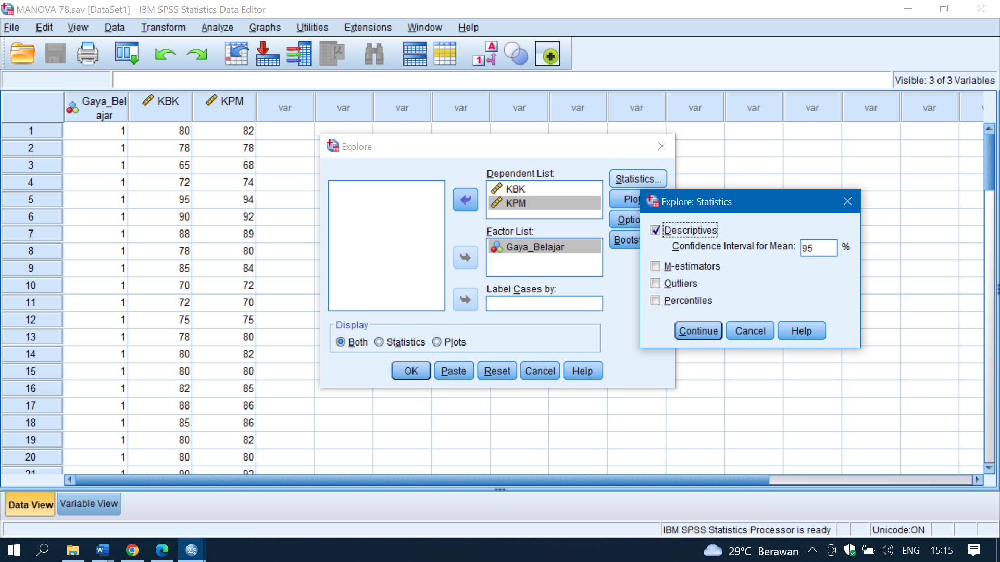 MANOVA 78.sav [DataSet1] - IBM SPSS Statistics Data Editor
File Edit View Data Transform Analyze Graphs Utilities Extensions Window Help
Visible: 3 of 3 Variables
Gaya_Bel
ajar KBK KPM var var var var var var var var var var var var
1 1 80 82
2 1 78 78
3 1 65 68
4 1 72 74
5 1 95 94
6 1 90 92
7 1 88 89
8 1 78 80
9 1 85 84
10 1 70 72
11 1 72 70
12 1 75 75
13 1 78 80
14 1 80 82
15 1 80 80
16 1 82 85
17 1 88 86
18 1 85 86
19 1 80 82
20 1 80 80
21 1 90 92
Explore
Dependent List:
KBK
KPM
Factor List:
Gaya_Belajar
Label Cases by:
Statistics...
Plo
Optio
Boots
Display
Both Statistics Plots
OK Paste Reset Cancel Help
Explore: Statistics
Descriptives
Confidence Interval for Mean: 95 %
M-estimators
Outliers
Percentiles
Continue Cancel Help
Data View Variable View
IBM SPSS Statistics Processor is ready Unicode:ON
29°C Berawan ENG 15:15